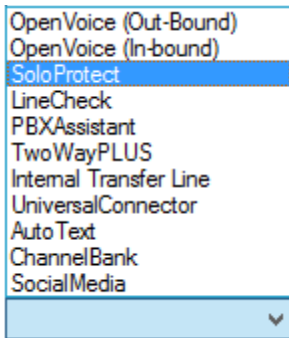 OpenVoice (Out-Bound)
OpenVoice (In-bound)
SoloProtect
LineCheck
PBXAssistant
TwoWayPLUS
Internal Transfer Line
UniversalConnector
AutoText
ChannelBank
SocialMedia